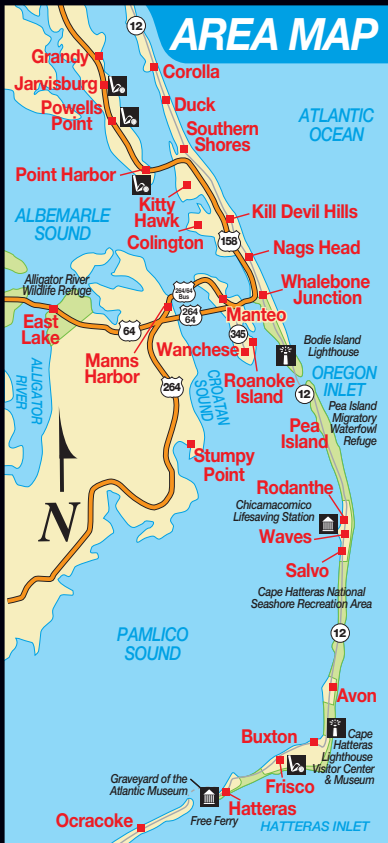 AREA MAP
12
Grandy
Corolla
Jarvisburg
Duck
Powells
Point
ATLANTIC
OCEAN
Southern
Shores
Point Harbor
Kitty
Hawk
ALBEMARLE
SOUND
Kill Devil Hills
Colington
158
Nags Head
Alligator River
Wildlife Refuge
Whalebone
Junction
264/64
Bus
264
64
Manteo
East
Lake
64
345
Manns
Harbor
Wanchese
Bodie Island
Lighthouse
ALLIGATOR
RIVER
264
CROATAN
SOUND
Roanoke
Island
OREGON
INLET
12
Pea Island
Migratory
Waterfowl
Refuge
Pea
Island
Stumpy
Point
N
Rodanthe
Chicamacomico
Lifesaving Station
Waves
Salvo
Cape Hatteras National
Seashore Recreation Area
12
PAMLICO
SOUND
Avon
Buxton
Cape
Hatteras
Lighthouse
Visitor Center
& Museum
Frisco
Graveyard of the
Atlantic Museum
Hatteras
Free Ferry
Ocracoke
HATTERAS INLET